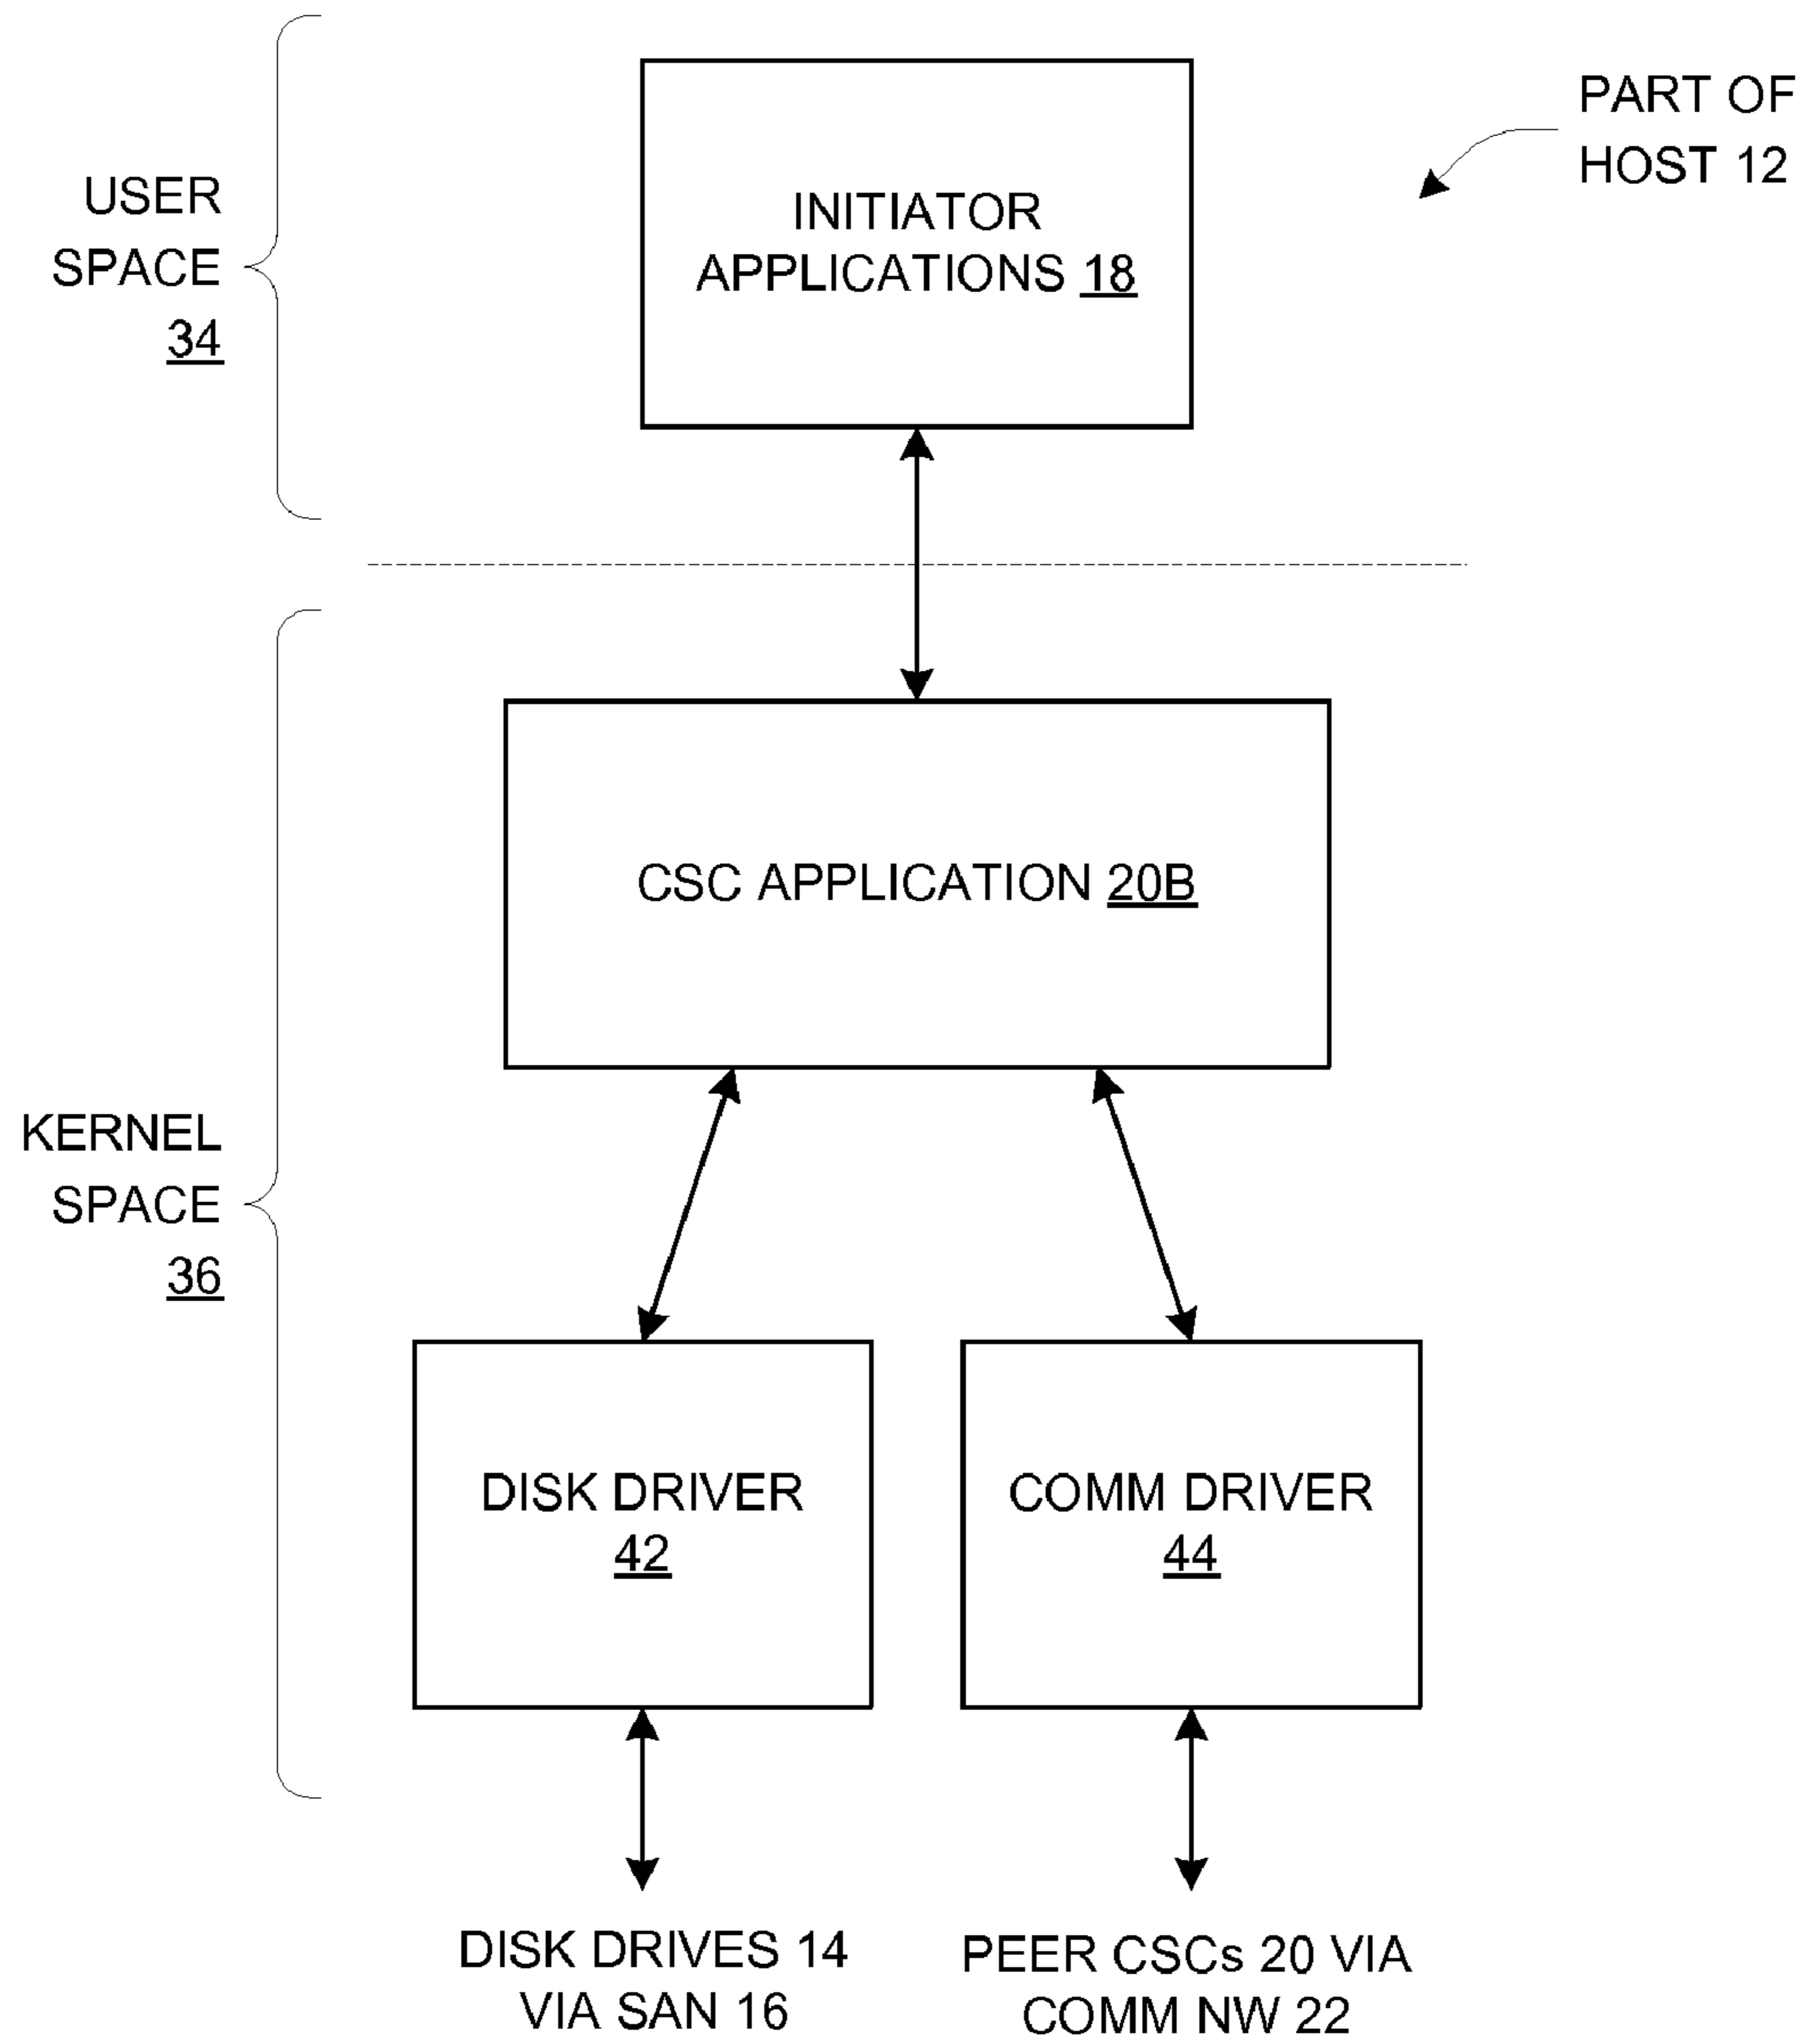 PART OF
HOST 12
USER
SPACE
34
INITIATOR
APPLICATIONS 18
CSC APPLICATION 20B
KERNEL
SPACE
36
DISK DRIVER
42
COMM DRIVER
44
DISK DRIVES 14
VIA SAN 16
PEER CSCs 20 VIA
COMM NW 22